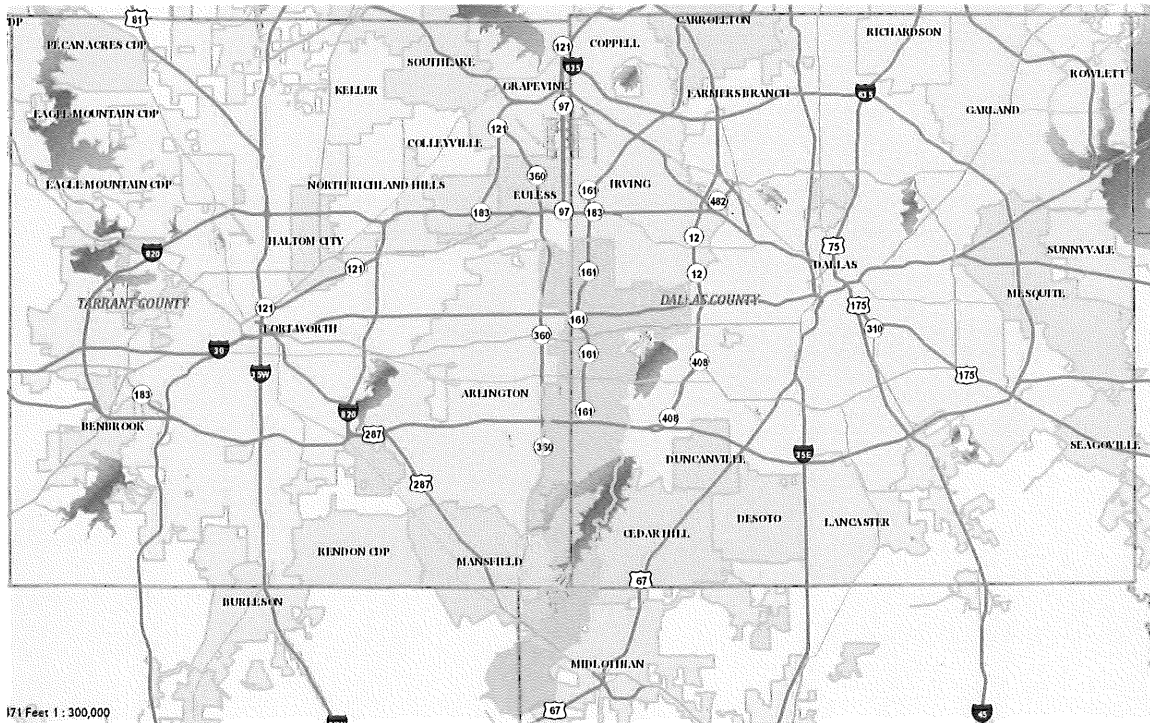 CDP
81
CARROLLTON
PECAN ACRES CDP
121
COPPELL
RICHARDSON
SOUTHLAKE
635
ROWLETT
KELLER
GRAPEVINE
FARMERS BRANCH
97
GARLAND
EAGLE MOUNTAIN CDP
121
COLLEYVILLE
360
EAGLE MOUNTAIN CDP
NORTH RICHLAND HILLS
EULESS
161
IRVING
482
183
97
183
HALTON CITY
12
75
SUNNYVALE
820
121
161
12
DALLAS
TARRANT COUNTY
DALLAS COUNTY
MESQUITE
121
175
FORT WORTH
161
310
360
30
161
408
35W
175
183
ARLINGTON
161
820
408
BENBROOK
287
360
SEAGOVILLE
DUNCANVILLE
35E
287
DESOTO
LANCASTER
CEDAR HILL
RENDON CDP
MANSFIELD
67
BURLESON
MIDLOTHIAN
67
45
471 Feet 1 : 300,000